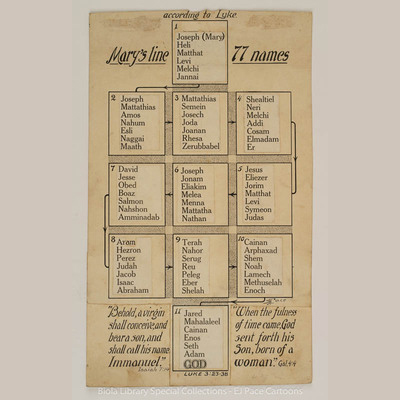 according to Luke.
Mary's line
77 names
1
Joseph (Mary)
Heli
Matthat
Levi
Melchi
Jannai
2
Joseph
Mattathias
Amos
Nahum
Esli
Naggai
Maath
3
Mattathias
Semein
Josech
Joda
Joanan
Rhesa
Zerubbabel
4
Shealtiel
Neri
Melchi
Addi
Cosam
Elmadam
Er
7
David
Jesse
Obed
Boaz
Salmon
Nahshon
Amminadab
6
Joseph
Jonam
Eliakim
Melea
Menna
Mattatha
Nathan
5
Jesus
Eliezer
Jorim
Matthat
Levi
Symeon
Judas
8
Aram
Hezron
Perez
Judah
Jacob
Isaac
Abraham
9
Terah
Nahor
Serug
Reu
Peleg
Eber
Shelah
10
Cainan
Arphaxad
Shem
Noah
Lamech
Methuselah
Enoch
11
Jared
Mahalaleel
Cainan
Enos
Seth
Adam
GOD
LUKE 3:23-38
"Behold, a virgin
shall conceive, and
bear a son, and
shall call his name
Immanuel."
Isaiah 7:14
"When the fulness
of time came, God
sent forth his
Son, born of a
woman." Gal. 4:4
Biola Library Special Collections - EJ Pace Cartoons